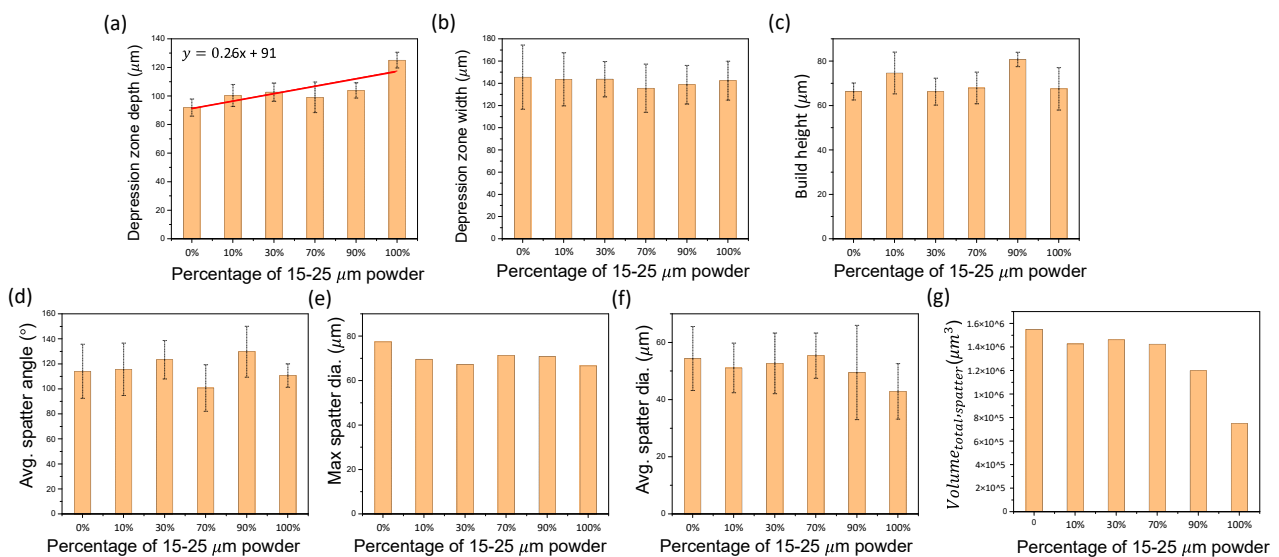 (a)
y = 0.26x + 91
Depression zone depth (μm)
140
120
100
80
60
40
20
0
0% 10% 30% 70% 90% 100%
Percentage of 15-25 μm powder
(b)
Depression zone width (μm)
180
160
140
120
100
80
60
40
20
0
0% 10% 30% 70% 90% 100%
Percentage of 15-25 μm powder
(c)
Build height (μm)
80
60
40
20
0
0% 10% 30% 70% 90% 100%
Percentage of 15-25 μm powder
(d)
Avg. spatter angle (°)
160
140
120
100
80
60
40
20
0
0% 10% 30% 70% 90% 100%
Percentage of 15-25 μm powder
(e)
Max spatter dia. (μm)
80
60
40
20
0
0% 10% 30% 70% 90% 100%
Percentage of 15-25 μm powder
(f)
Avg. spatter dia. (μm)
60
40
20
0
0% 10% 30% 70% 90% 100%
Percentage of 15-25 μm powder
(g)
Volume_total,spatter (μm³)
1.6×10^6
1.4×10^6
1.2×10^6
1×10^6
8×10^5
6×10^5
4×10^5
2×10^5
0
0 10% 30% 70% 90% 100%
Percentage of 15-25 μm powder